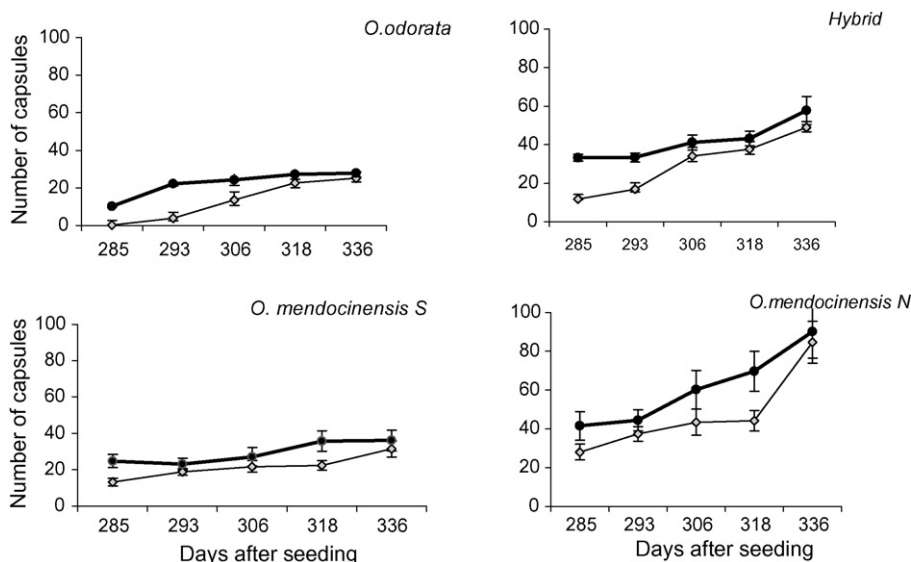 O.odorata
Number of capsules
100
80
60
40
20
0
285 293 306 318 336
Hybrid
100
80
60
40
20
0
285 293 306 318 336
O. mendocinensis S
Number of capsules
100
80
60
40
20
0
285 293 306 318 336
Days after seeding
O.mendocinensis N
100
80
60
40
20
0
285 293 306 318 336
Days after seeding